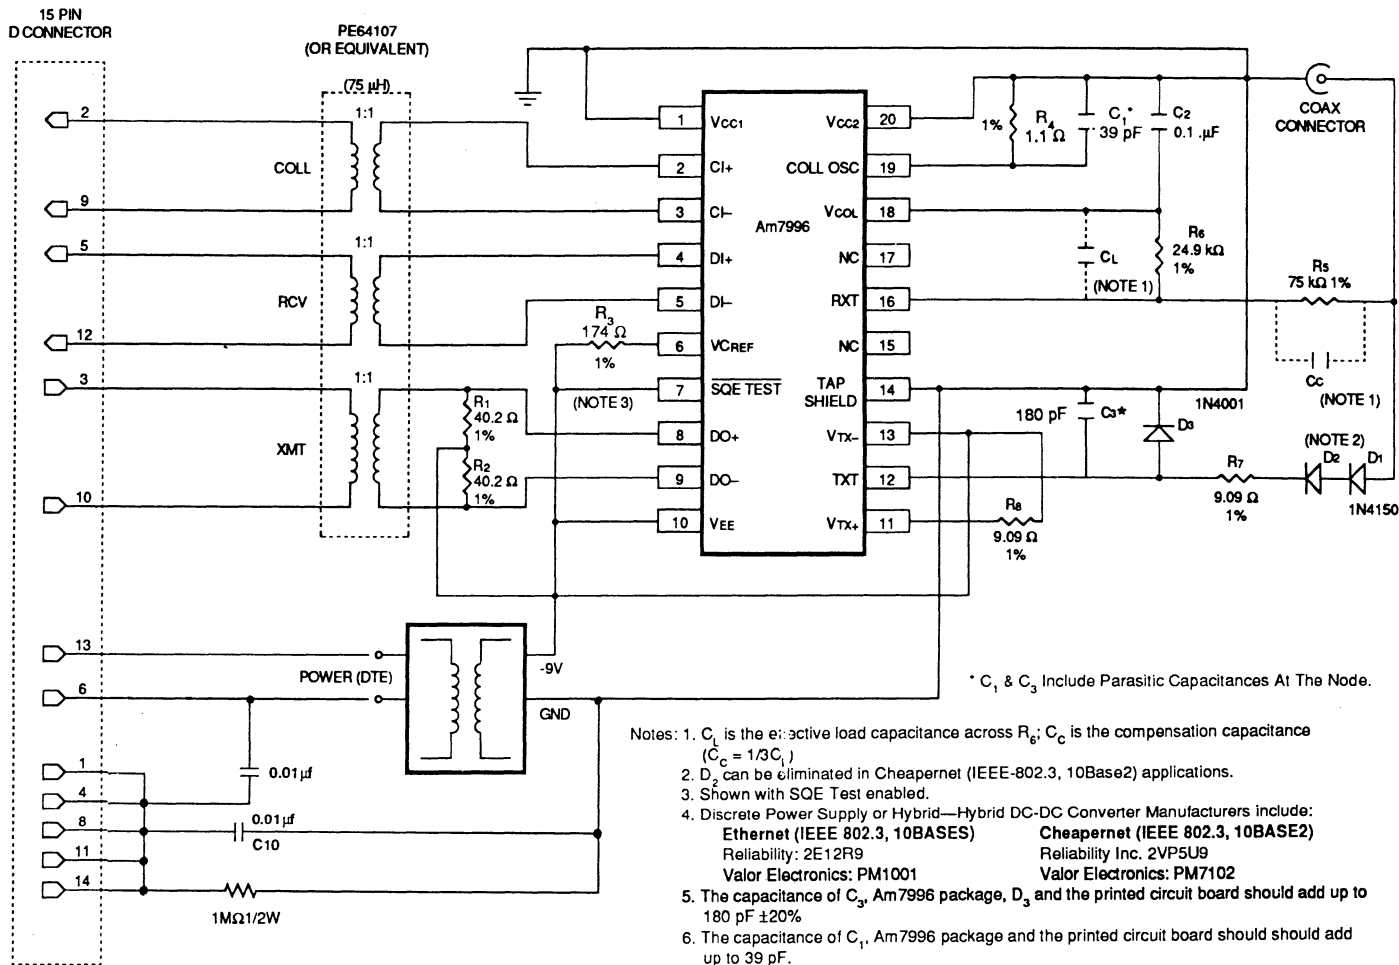 15 PIN
D CONNECTOR
PE64107
(OR EQUIVALENT)
(75 µH)
1:1
COLL
1:1
RCV
1:1
XMT
2
9
5
12
3
10
13
6
1
4
8
11
14
POWER (DTE)
-9V
GND
0.01 µf
0.01 µf
C10
1MΩ1/2W
R1
40.2 Ω
1%
R2
40.2 Ω
1%
R3
174 Ω
1%
(NOTE 3)
Am7996
1 VCC1
2 CI+
3 CI–
4 DI+
5 DI–
6 VCREF
7 SQE TEST
8 DO+
9 DO–
10 VEE
VCC2 20
COLL OSC 19
VCOL 18
NC 17
RXT 16
NC 15
TAP
SHIELD 14
VTX– 13
TXT 12
VTX+ 11
1%
R4
1.1 Ω
C1*
39 pF
C2
0.1 .µF
COAX
CONNECTOR
CL
(NOTE 1)
R6
24.9 kΩ
1%
R5
75 kΩ 1%
CC
(NOTE 1)
180 pF
C3*
1N4001
D3
(NOTE 2)
D2
D1
1N4150
R7
9.09 Ω
1%
R8
9.09 Ω
1%
* C1 & C3 Include Parasitic Capacitances At The Node.
Notes: 1. CL is the effective load capacitance across R6; CC is the compensation capacitance
(CC = 1/3CL)
2. D2 can be eliminated in Cheapernet (IEEE-802.3, 10Base2) applications.
3. Shown with SQE Test enabled.
4. Discrete Power Supply or Hybrid—Hybrid DC-DC Converter Manufacturers include:
Ethernet (IEEE 802.3, 10BASES) Cheapernet (IEEE 802.3, 10BASE2)
Reliability: 2E12R9 Reliability Inc. 2VP5U9
Valor Electronics: PM1001 Valor Electronics: PM7102
5. The capacitance of C3, Am7996 package, D3 and the printed circuit board should add up to
180 pF ±20%
6. The capacitance of C1, Am7996 package and the printed circuit board should should add
up to 39 pF.